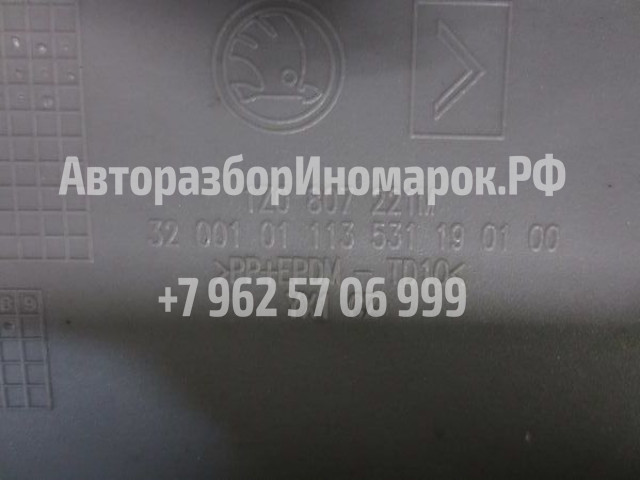 АвторазборИномарок.РФ
1Z0 807 221M
32 001 01 113 531 19 01 00
>PP+EPDM - TD10<
+7 962 57 06 999